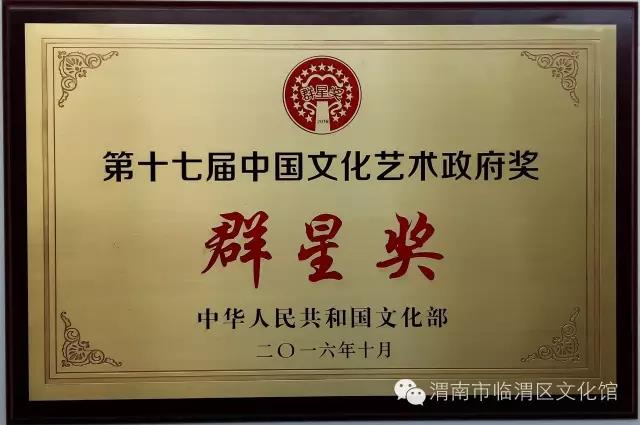 群星奖
2016
第十七届中国文化艺术政府奖
群星奖
中华人民共和国文化部
二〇一六年十月
渭南市临渭区文化馆